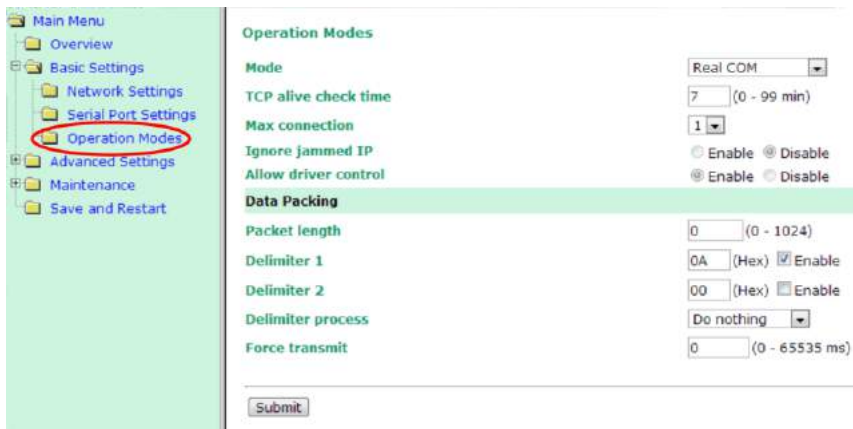 Main Menu
Overview
Basic Settings
Network Settings
Serial Port Settings
Operation Modes
Advanced Settings
Maintenance
Save and Restart
Operation Modes
Mode Real COM
TCP alive check time 7 (0 - 99 min)
Max connection 1
Ignore jammed IP Enable Disable
Allow driver control Enable Disable
Data Packing
Packet length 0 (0 - 1024)
Delimiter 1 0A (Hex) Enable
Delimiter 2 00 (Hex) Enable
Delimiter process Do nothing
Force transmit 0 (0 - 65535 ms)
Submit